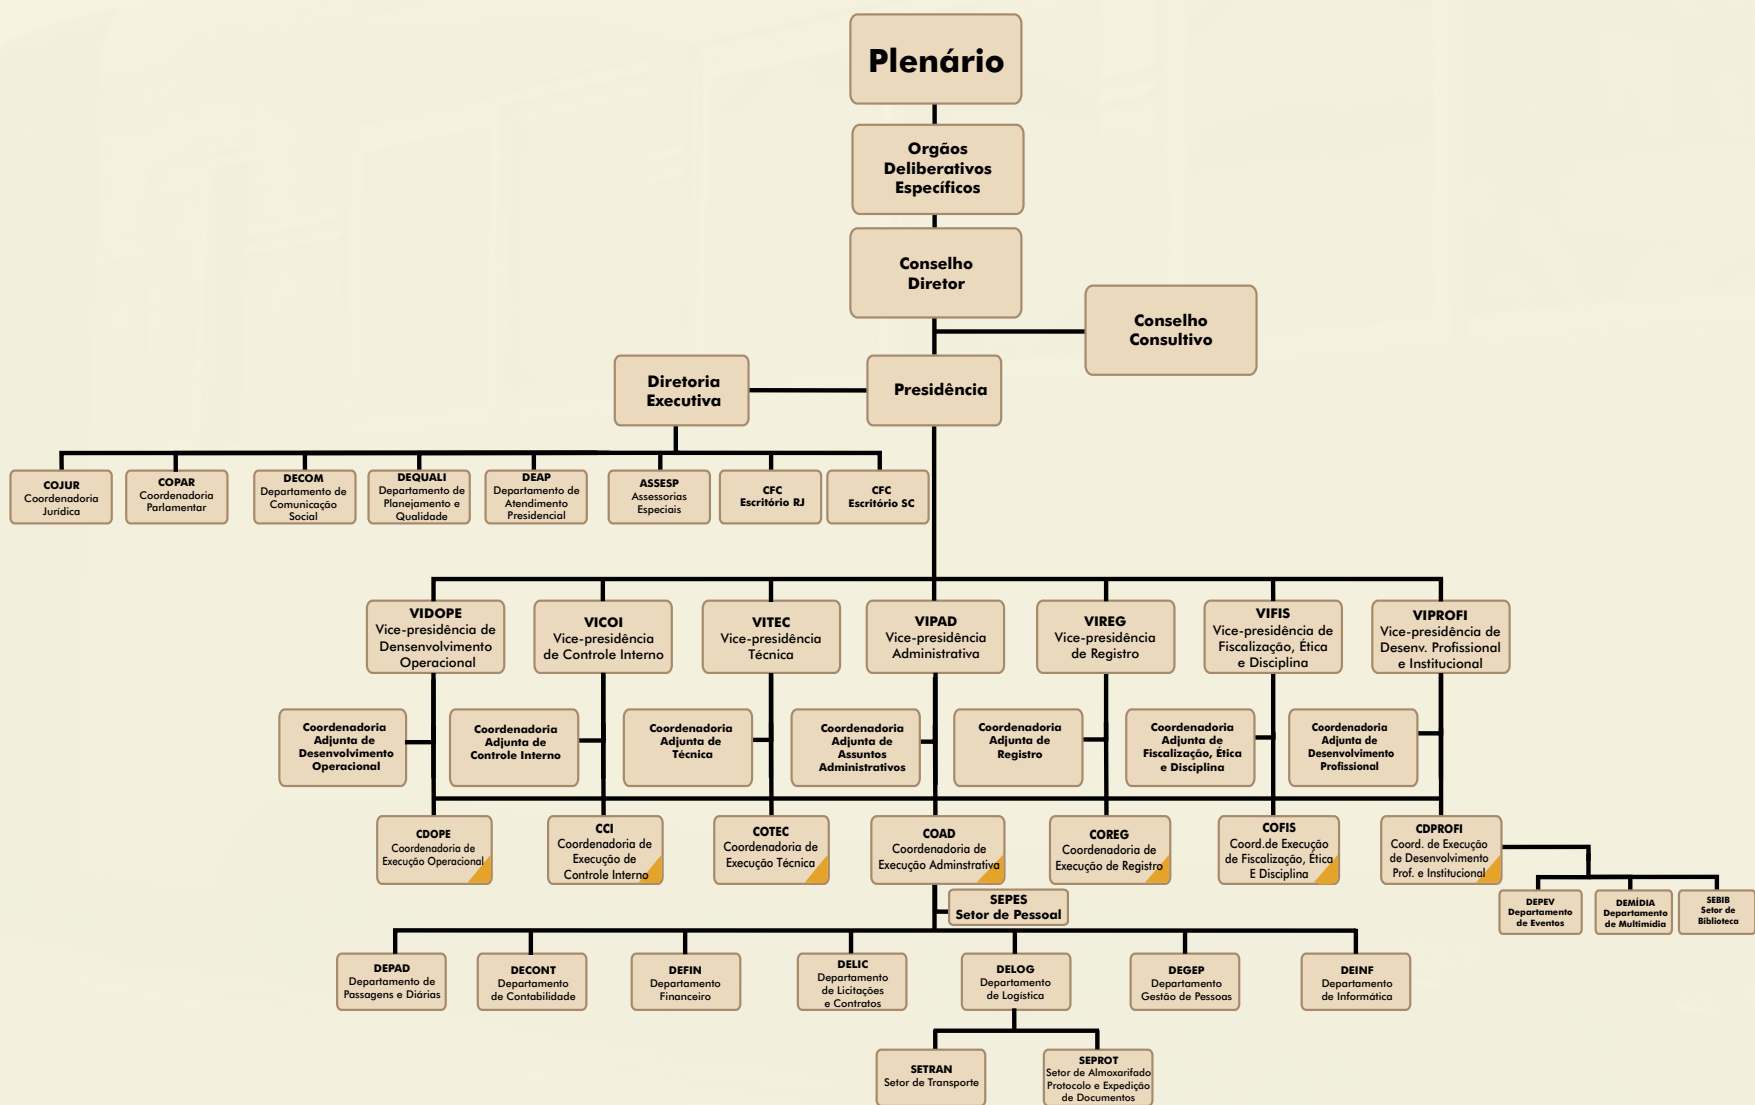 Plenário
Orgãos
Deliberativos
Específicos
Conselho
Diretor
Conselho
Consultivo
Diretoria
Executiva
Presidência
COJUR
Coordenadoria
Jurídica
COPAR
Coordenadoria
Parlamentar
DECOM
Departamento de
Comunicação
Social
DEQUALI
Departamento de
Planejamento e
Qualidade
DEAP
Departamento de
Atendimento
Presidencial
ASSESP
Assessorias
Especiais
CFC
Escritório RJ
CFC
Escritório SC
VIDOPE
Vice-presidência de
Densenvolvimento
Operacional
VICOI
Vice-presidência
de Controle Interno
VITEC
Vice-presidência
Técnica
VIPAD
Vice-presidência
Administrativa
VIREG
Vice-presidência
de Registro
VIFIS
Vice-presidência de
Fiscalização, Ética
e Disciplina
VIPROFI
Vice-presidência de
Desenv. Profissional
e Institucional
Coordenadoria
Adjunta de
Desenvolvimento
Operacional
Coordenadoria
Adjunta de
Controle Interno
Coordenadoria
Adjunta de
Técnica
Coordenadoria
Adjunta de
Assuntos
Administrativos
Coordenadoria
Adjunta de
Registro
Coordenadoria
Adjunta de
Fiscalização, Ética
e Disciplina
Coordenadoria
Adjunta de
Desenvolvimento
Profissional
CDOPE
Coordenadoria de
Execução Operacional
CCI
Coordenadoria de
Execução de
Controle Interno
COTEC
Coordenadoria de
Execução Técnica
COAD
Coordenadoria de
Execução Adminstrativa
COREG
Coordenadoria de
Execução de Registro
COFIS
Coord.de Execução
de Fiscalização, Ética
E Disciplina
CDPROFI
Coord. de Execução
de Desenvolvimento
Prof. e Institucional
SEPES
Setor de Pessoal
DEPEV
Departamento
de Eventos
DEMÍDIA
Departamento
de Multimídia
SEBIB
Setor de
Biblioteca
DEPAD
Departamento de
Passagens e Diárias
DECONT
Departamento
de Contabilidade
DEFIN
Departamento
Financeiro
DELIC
Departamento
de Licitações
e Contratos
DELOG
Departamento
de Logística
DEGEP
Departamento
Gestão de Pessoas
DEINF
Departamento
de Informática
SETRAN
Setor de Transporte
SEPROT
Setor de Almoxarifado
Protocolo e Expedição
de Documentos